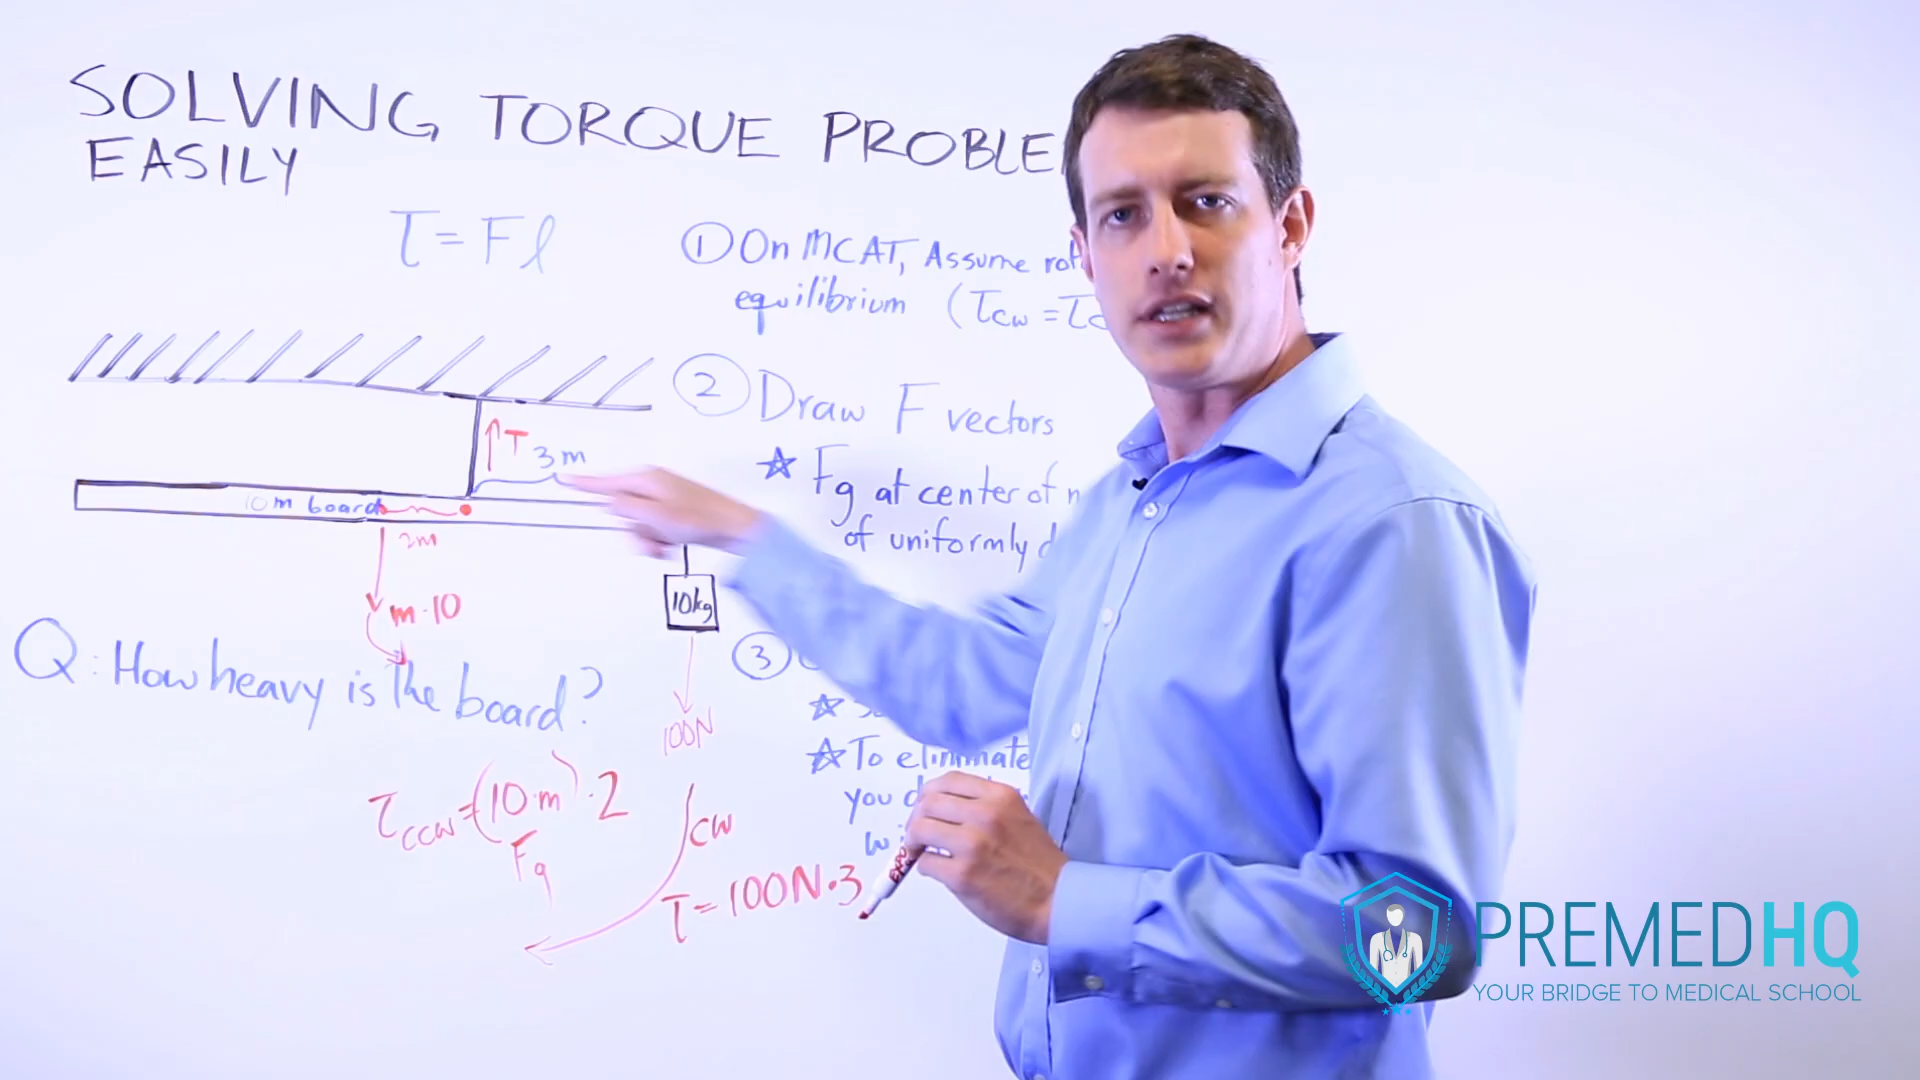 SOLVING TORQUE PROBLE
EASILY
τ = Fℓ
① On MCAT, Assume rot
equilibrium (τcw = τc
② Draw F vectors
☆ Fg at center of m
of uniformly d
↑T 3m
10m board
2m
m·10
10kg
100N
Q: How heavy is the board?
③
☆
☆ To eliminate
you d
wi
τccw = (10·m)·2
Fg
cw
τ = 100N·3
EXPO
PREMEDHQ
YOUR BRIDGE TO MEDICAL SCHOOL